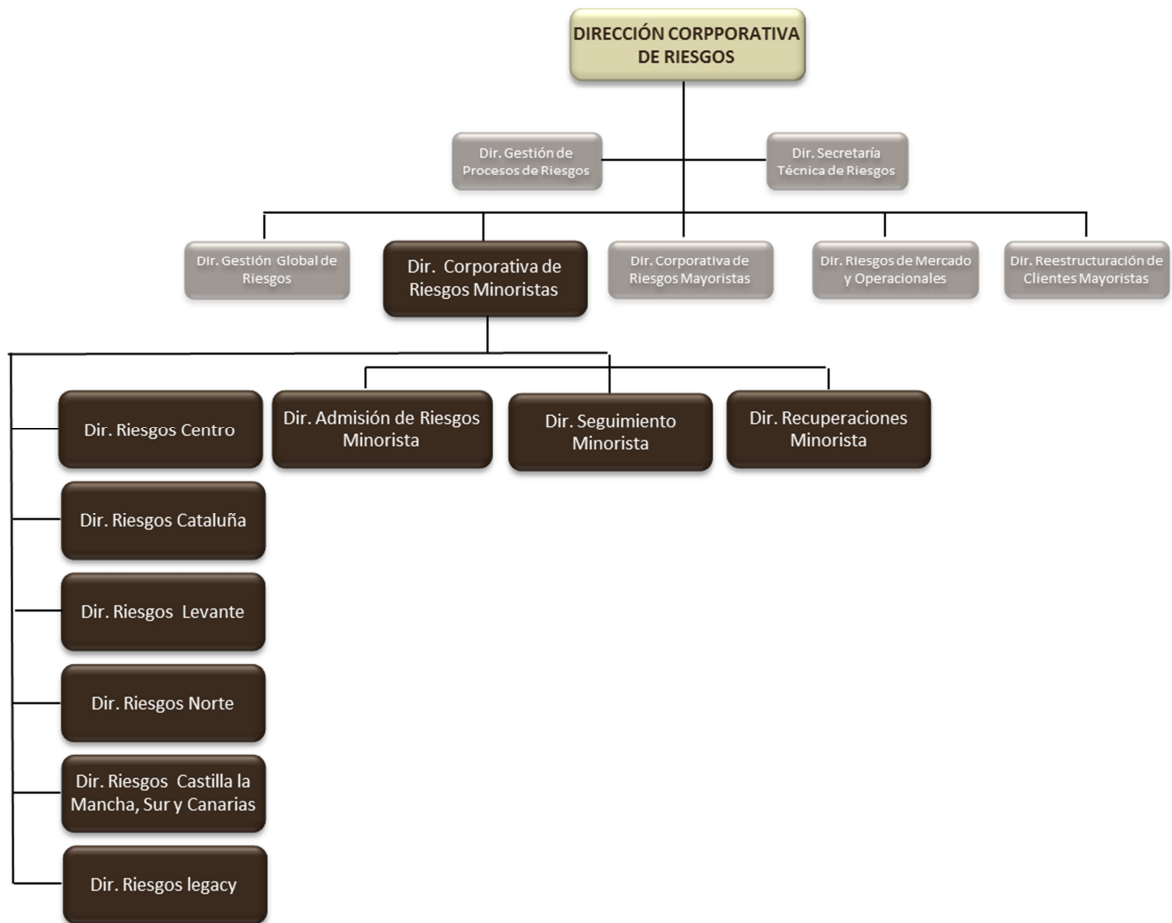 DIRECCIÓN CORPPORATIVA
DE RIESGOS
Dir. Gestión de
Procesos de Riesgos
Dir. Secretaría
Técnica de Riesgos
Dir. Gestión Global de
Riesgos
Dir. Corporativa de
Riesgos Minoristas
Dir. Corporativa de
Riesgos Mayoristas
Dir. Riesgos de Mercado
y Operacionales
Dir. Reestructuración de
Clientes Mayoristas
Dir. Riesgos Centro
Dir. Admisión de Riesgos
Minorista
Dir. Seguimiento
Minorista
Dir. Recuperaciones
Minorista
Dir. Riesgos Cataluña
Dir. Riesgos Levante
Dir. Riesgos Norte
Dir. Riesgos Castilla la
Mancha, Sur y Canarias
Dir. Riesgos legacy